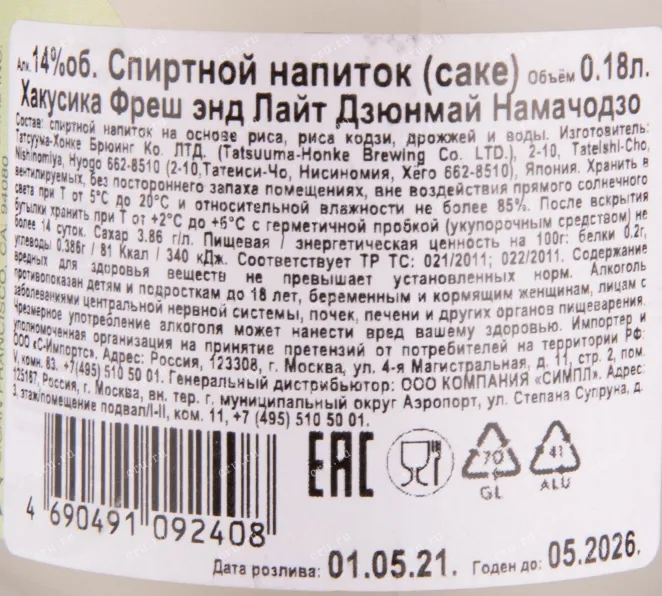 Алк. 14%об. Спиртной напиток (саке) Объём 0.18л.
Хакусика Фреш энд Лайт Дзюнмай Намачодзо
Состав: спиртной напиток на основе риса, риса кодзи, дрожжей и воды. Изготовитель:
Татсуума-Хонке Брюинг Ко. ЛТД. (Tatsuuma-Honke Brewing Co. LTD.), 2-10, Tateishi-Cho,
Nishinomiya, Hyogo 662-8510 (2-10,Татеиси-Чо, Нисиномия, Хёго 662-8510), Япония. Хранить в
вентилируемых, без постороннего запаха помещениях, вне воздействия прямого солнечного
света при Т от 5°С до 20°С и относительной влажности не более 85%. После вскрытия
бутылки хранить при Т от +2°С до +6°С с герметичной пробкой (укупорочным средством) не
более 14 суток. Сахар 3.86 г/л. Пищевая / энергетическая ценность на 100г: белки 0.2г,
углеводы 0.386г / 81 Ккал / 340 кДж. Соответствует ТР ТС: 021/2011; 022/2011. Содержание
вредных для здоровья веществ не превышает установленных норм. Алкоголь
противопоказан детям и подросткам до 18 лет, беременным и кормящим женщинам, лицам с
заболеваниями центральной нервной системы, почек, печени и других органов пищеварения.
Чрезмерное употребление алкоголя может нанести вред вашему здоровью. Импортер и
уполномоченная организация на принятие претензий от потребителей на территории РФ:
ООО «С-Импортс». Адрес: Россия, 123308, г. Москва, ул. 4-я Магистральная, д. 11, стр. 2, пом.
V, комн. 63. +7(495) 510 50 01. Генеральный дистрибьютор: ООО КОМПАНИЯ «СИМПЛ». Адрес:
125167, Россия, г. Москва, вн. тер. г, муниципальный округ Аэропорт, ул. Степана Супруна, д.
3, этаж/помещение подвал/I-II, ком. 11, +7 (495) 510 50 01.
EAC
70
GL
41
ALU
4 690491 092408
Дата розлива: 01.05.21. Годен до: 05.2026.